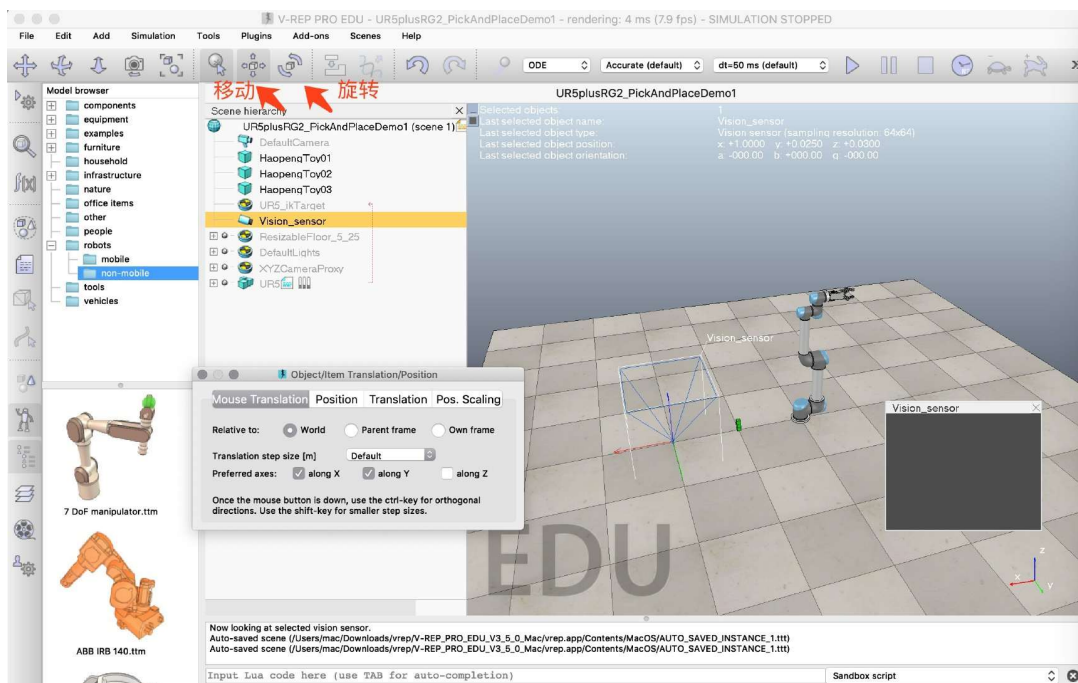 V-REP PRO EDU - UR5plusRG2_PickAndPlaceDemo1 - rendering: 4 ms (7.9 fps) - SIMULATION STOPPED
File Edit Add Simulation Tools Plugins Add-ons Scenes Help
ODE Accurate (default) dt=50 ms (default)
移动 旋转
Model browser
components
equipment
examples
furniture
household
infrastructure
nature
office items
other
people
robots
mobile
non-mobile
tools
vehicles
7 DoF manipulator.ttm
ABB IRB 140.ttm
UR5plusRG2_PickAndPlaceDemo1
Scene hierarchy
UR5plusRG2_PickAndPlaceDemo1 (scene 1)
DefaultCamera
HaopengToy01
HaopengToy02
HaopengToy03
UR5_ikTarget
Vision_sensor
ResizableFloor_5_25
DefaultLights
XYZCameraProxy
UR5
Selected objects: 1
Last selected object name: Vision_sensor
Last selected object type: Vision sensor (sampling resolution: 64x64)
Last selected object position: x: +1.0000 y: +0.0250 z: +0.0300
Last selected object orientation: a: -000.00 b: +000.00 g: -000.00
Vision_sensor
Vision_sensor
EDU
z
x
y
Object/Item Translation/Position
Mouse Translation Position Translation Pos. Scaling
Relative to: World Parent frame Own frame
Translation step size [m] Default
Preferred axes: along X along Y along Z
Once the mouse button is down, use the ctrl-key for orthogonal
directions. Use the shift-key for smaller step sizes.
Now looking at selected vision sensor.
Auto-saved scene (/Users/mac/Downloads/vrep/V-REP_PRO_EDU_V3_5_0_Mac/vrep.app/Contents/MacOS/AUTO_SAVED_INSTANCE_1.ttt)
Auto-saved scene (/Users/mac/Downloads/vrep/V-REP_PRO_EDU_V3_5_0_Mac/vrep.app/Contents/MacOS/AUTO_SAVED_INSTANCE_1.ttt)
Input Lua code here (use TAB for auto-completion) Sandbox script